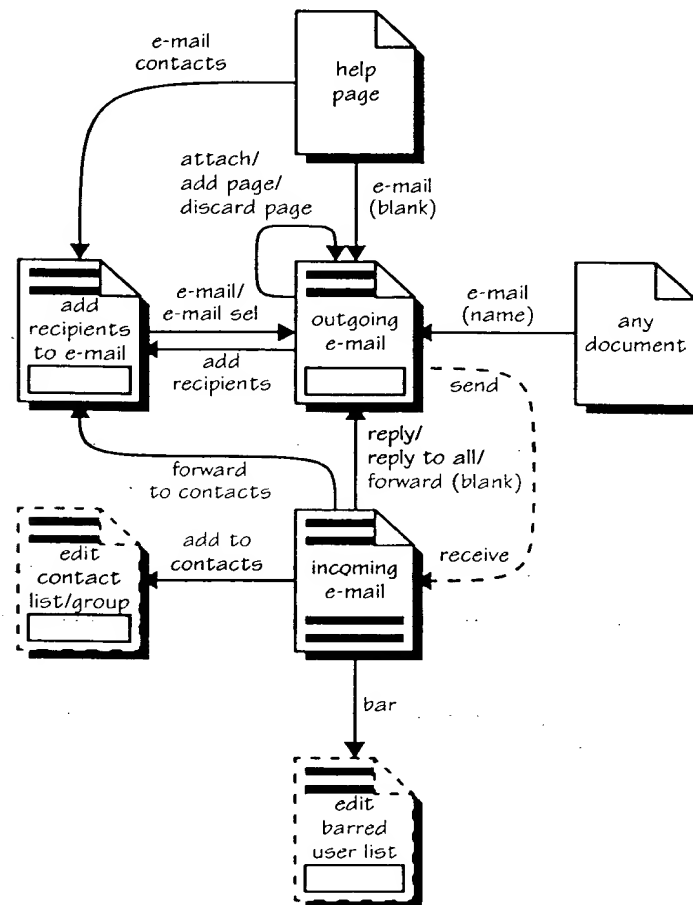 e-mail
contacts
help
page
attach/
add page/
discard page
e-mail
(blank)
add
recipients
to e-mail
e-mail/
e-mail sel
add
recipients
outgoing
e-mail
e-mail
(name)
any
document
send
reply/
reply to all/
forward (blank)
forward
to contacts
edit
contact
list/group
add to
contacts
incoming
e-mail
receive
bar
edit
barred
user list